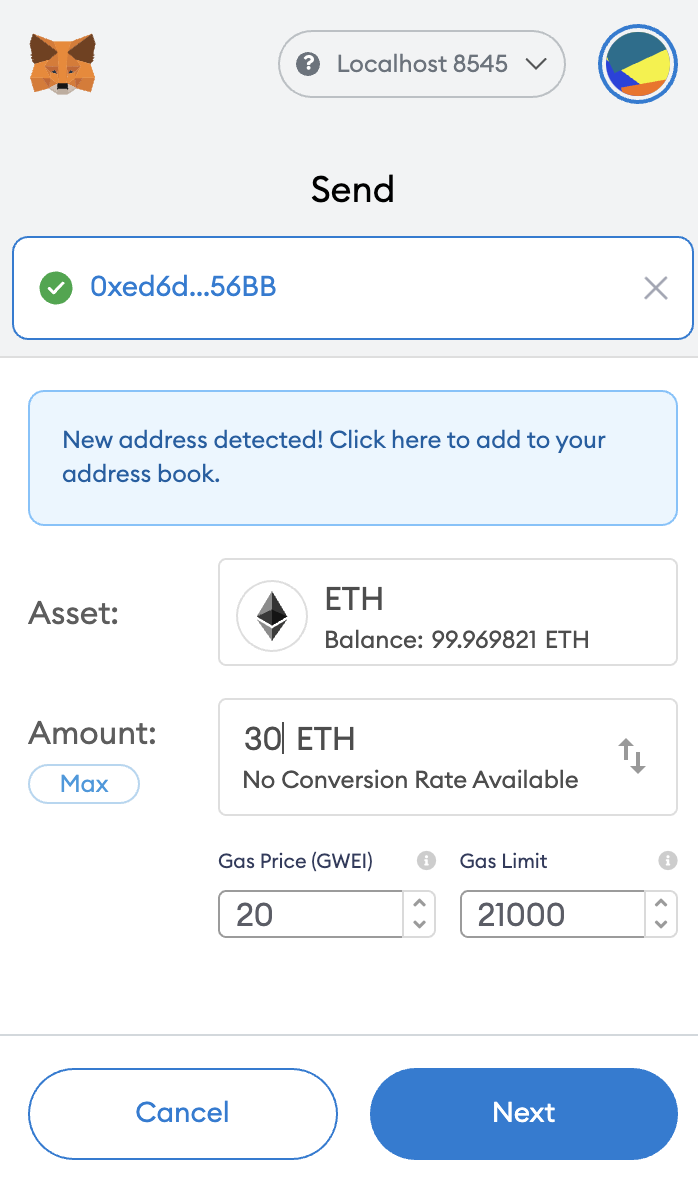 Localhost 8545
Send
0xed6d...56BB
New address detected! Click here to add to your
address book.
Asset:
ETH
Balance: 99.969821 ETH
Amount:
Max
30 ETH
No Conversion Rate Available
Gas Price (GWEI)
Gas Limit
20
21000
Cancel
Next